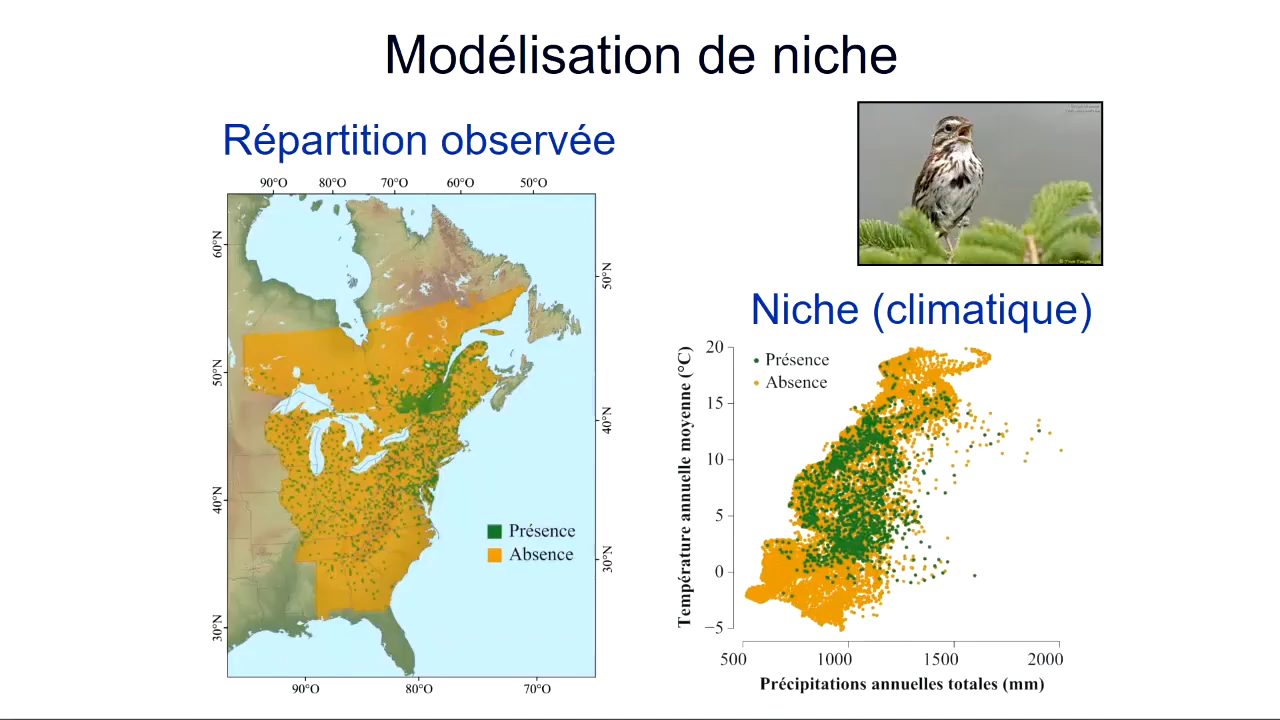 Modélisation de niche
Répartition observée
90°O 80°O 70°O 60°O 50°O
60°N
50°N
40°N
30°N
50°N
40°N
30°N
Présence
Absence
90°O 80°O 70°O
Niche (climatique)
Présence
Absence
Température annuelle moyenne (°C)
20
15
10
5
0
−5
500 1000 1500 2000
Précipitations annuelles totales (mm)